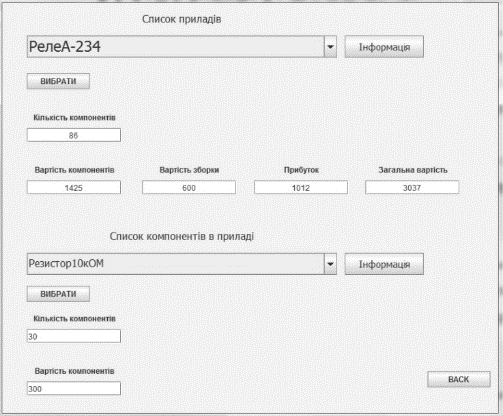 Список приладів
РелеА-234
Інформація
ВИБРАТИ
Кількість компонентів
86
Вартість компонентів Вартість зборки Прибуток Загальна вартість
1425 600 1012 3037
Список компонентів в приладі
Резистор10кОМ
Інформація
ВИБРАТИ
Кількість компонентів
30
Вартість компонентів
300
BACK